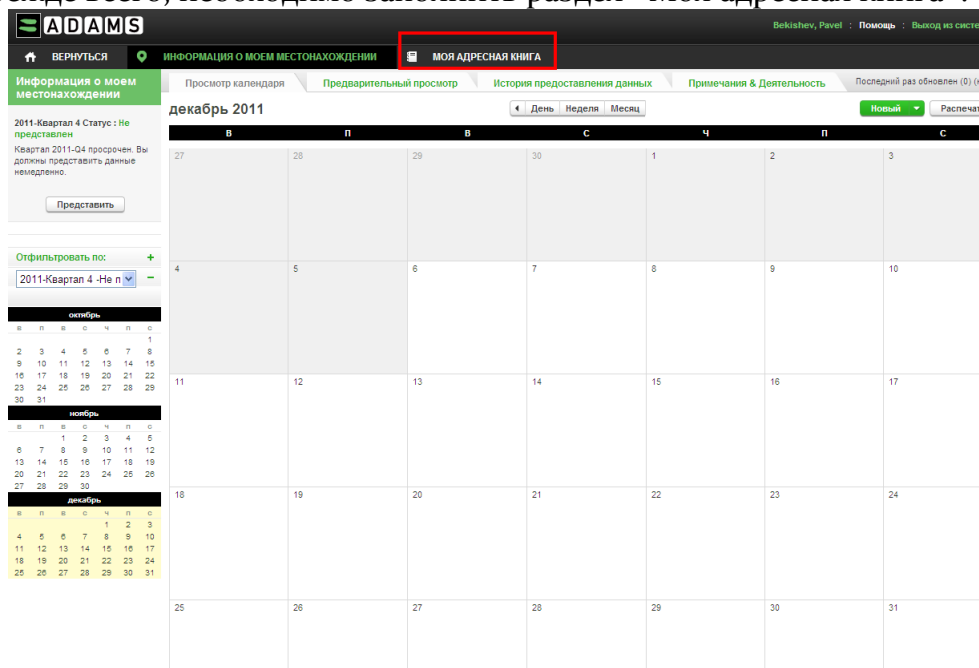 необходимо заполнить раздел "Моя адресная книга".
ADAMS
Bekishev, Pavel : Помощь : Выход из систе
ВЕРНУТЬСЯ ИНФОРМАЦИЯ О МОЕМ МЕСТОНАХОЖДЕНИИ МОЯ АДРЕСНАЯ КНИГА
Информация о моем
местонахождении
2011-Квартал 4 Статус : Не
представлен
Квартал 2011-Q4 просрочен. Вы
должны представить данные
немедленно.
Представить
Отфильтровать по: +
2011-Квартал 4 -Не п −
октябрь
в п в с ч п с
1
2 3 4 5 6 7 8
9 10 11 12 13 14 15
16 17 18 19 20 21 22
23 24 25 26 27 28 29
30 31
ноябрь
в п в с ч п с
1 2 3 4 5
6 7 8 9 10 11 12
13 14 15 16 17 18 19
20 21 22 23 24 25 26
27 28 29 30
декабрь
в п в с ч п с
1 2 3
4 5 6 7 8 9 10
11 12 13 14 15 16 17
18 19 20 21 22 23 24
25 26 27 28 29 30 31
Просмотр календаря Предварительный просмотр История предоставления данных Примечания & Деятельность Последний раз обновлен (0) (н
декабрь 2011 День Неделя Месяц Новый Распечат
В П В С Ч П С
27 28 29 30 1 2 3
4 5 6 7 8 9 10
11 12 13 14 15 16 17
18 19 20 21 22 23 24
25 26 27 28 29 30 31